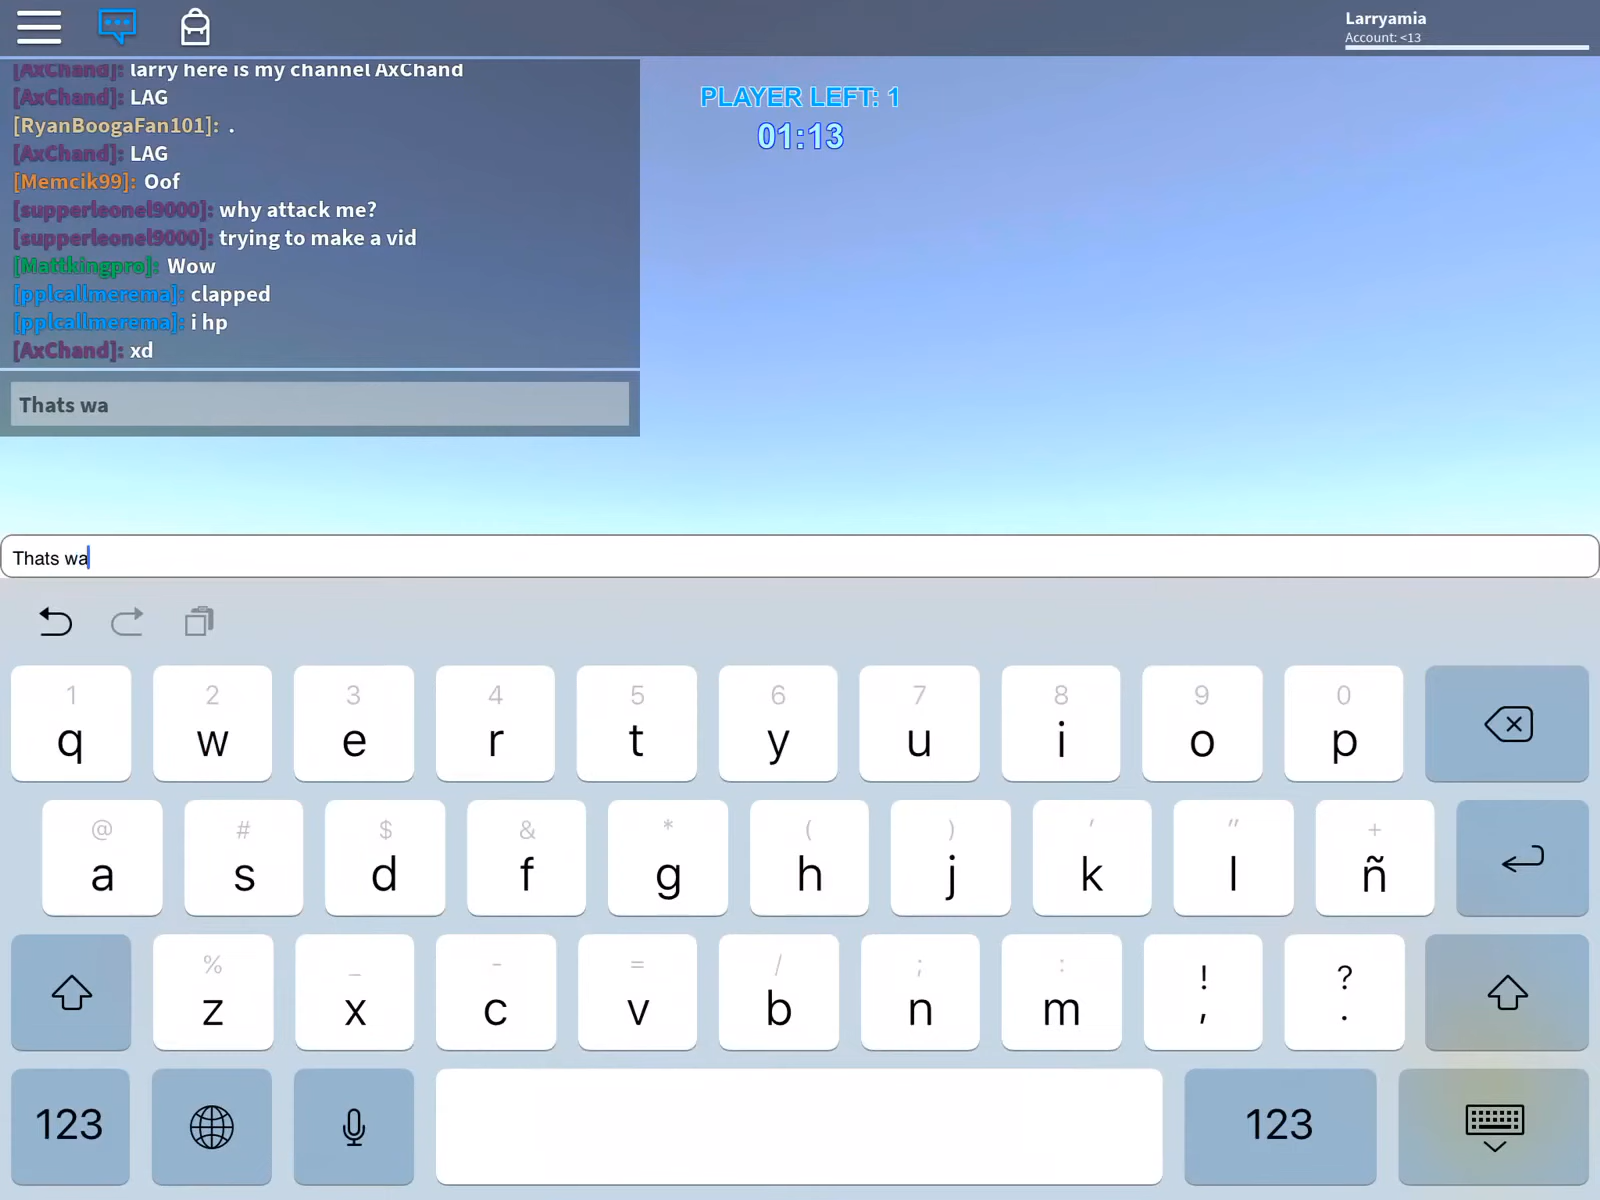 Larryamia
Account: <13
[AxChand]: larry here is my channel AxChand
[AxChand]: LAG
[RyanBoogaFan101]: .
[AxChand]: LAG
[Memcik99]: Oof
[supperleonel9000]: why attack me?
[supperleonel9000]: trying to make a vid
[Mattkingpro]: Wow
[pplcallmerema]: clapped
[pplcallmerema]: i hp
[AxChand]: xd
Thats wa
PLAYER LEFT: 1
01:13
Thats wa
1 2 3 4 5 6 7 8 9 0
q w e r t y u i o p
@ # $ & * ( ) ' " +
a s d f g h j k l ñ
% _ - = / ; : ! ?
z x c v b n m , .
123 123